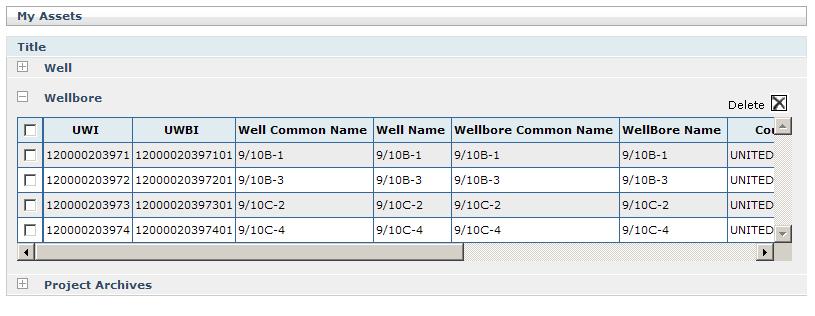 My Assets
Title
Well
Wellbore
Delete
UWI UWBI Well Common Name Well Name Wellbore Common Name WellBore Name Cou
120000203971 12000020397101 9/10B-1 9/10B-1 9/10B-1 9/10B-1 UNITED
120000203972 12000020397201 9/10B-3 9/10B-3 9/10B-3 9/10B-3 UNITED
120000203973 12000020397301 9/10C-2 9/10C-2 9/10C-2 9/10C-2 UNITED
120000203974 12000020397401 9/10C-4 9/10C-4 9/10C-4 9/10C-4 UNITED
Project Archives